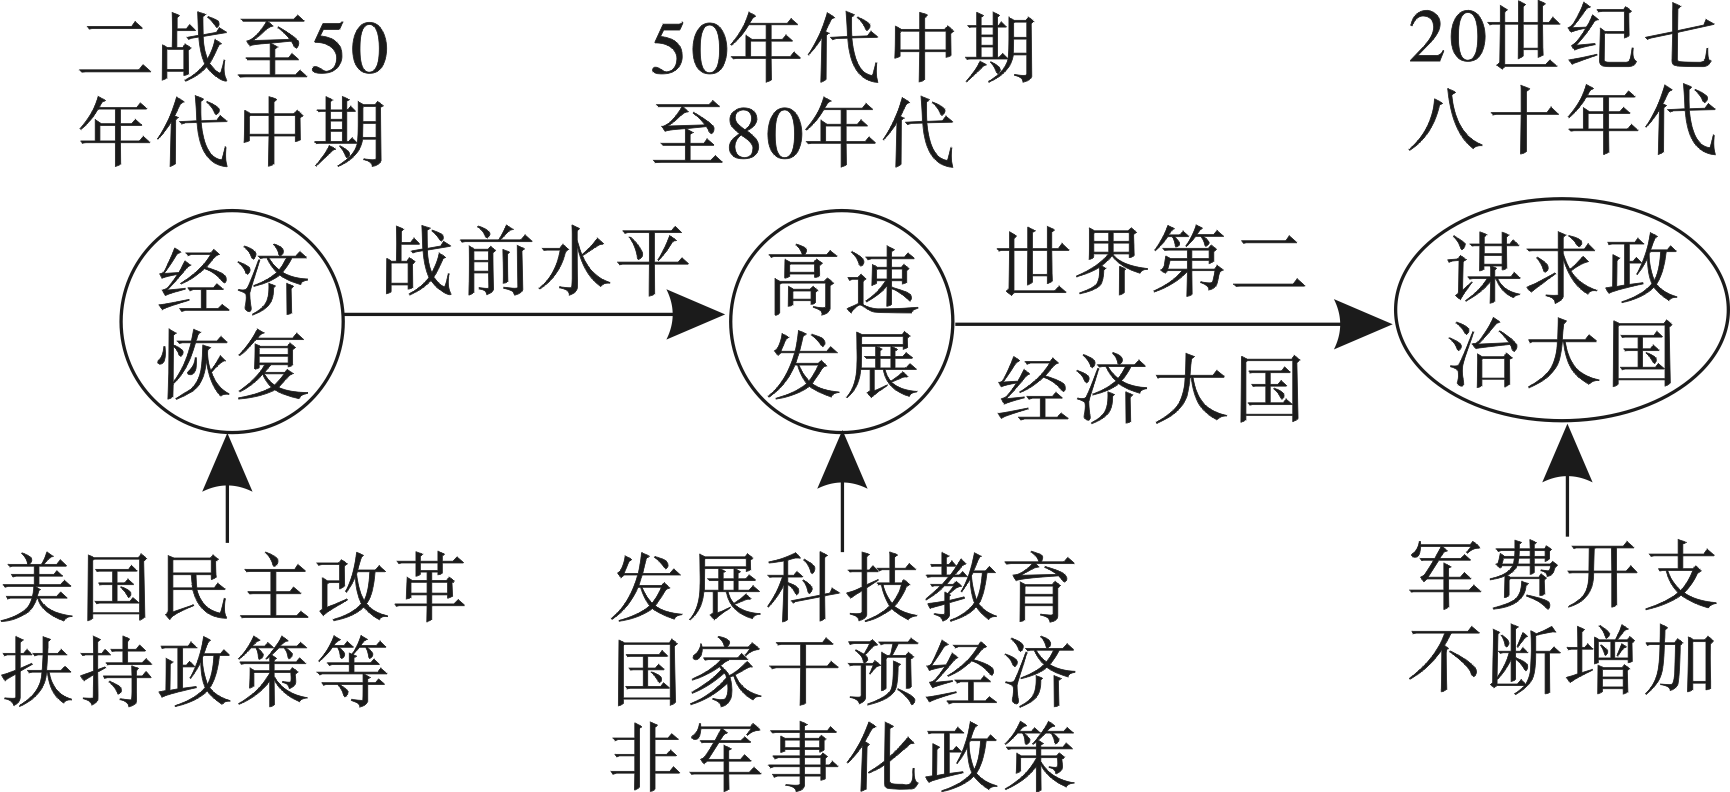 二战至50
年代中期
50年代中期
至80年代
20世纪七
八十年代
经济
恢复
战前水平
高速
发展
世界第二
经济大国
谋求政
治大国
美国民主改革
扶持政策等
发展科技教育
国家干预经济
非军事化政策
军费开支
不断增加